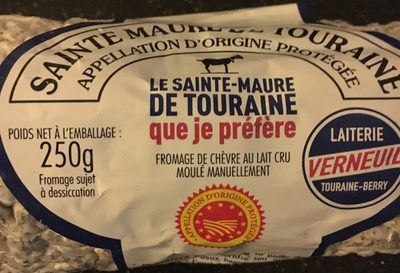 SAINTE MAURE DE TOURAINE
APPELLATION D'ORIGINE PROTÉGÉE
LE SAINTE-MAURE
DE TOURAINE
que je préfère
FROMAGE DE CHÈVRE AU LAIT CRU
MOULÉ MANUELLEMENT
POIDS NET À L'EMBALLAGE :
250g
Fromage sujet
à dessiccation
LAITERIE
VERNEUIL
TOURAINE-BERRY
APPELLATION D'ORIGINE PROTÉGÉE